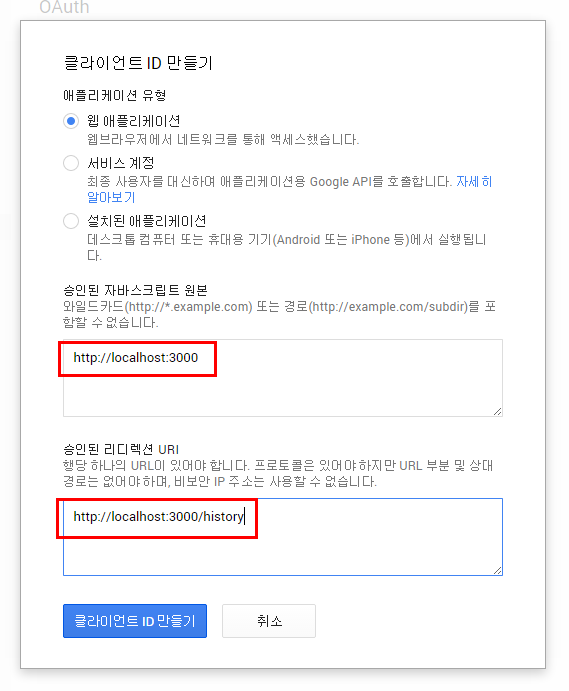 OAuth
클라이언트 ID 만들기
애플리케이션 유형
웹 애플리케이션
웹브라우저에서 네트워크를 통해 액세스했습니다.
서비스 계정
최종 사용자를 대신하여 애플리케이션용 Google API를 호출합니다. 자세히
알아보기
설치된 애플리케이션
데스크톱 컴퓨터 또는 휴대용 기기(Android 또는 iPhone 등)에서 실행됩니
다.
승인된 자바스크립트 원본
와일드카드(http://*.example.com) 또는 경로(http://example.com/subdir)를 포
함할 수 없습니다.
http://localhost:3000
승인된 리디렉션 URI
행당 하나의 URL이 있어야 합니다. 프로토콜은 있어야 하지만 URL 부분 및 상대
경로는 없어야 하며, 비보안 IP 주소는 사용할 수 없습니다.
http://localhost:3000/history
클라이언트 ID 만들기
취소